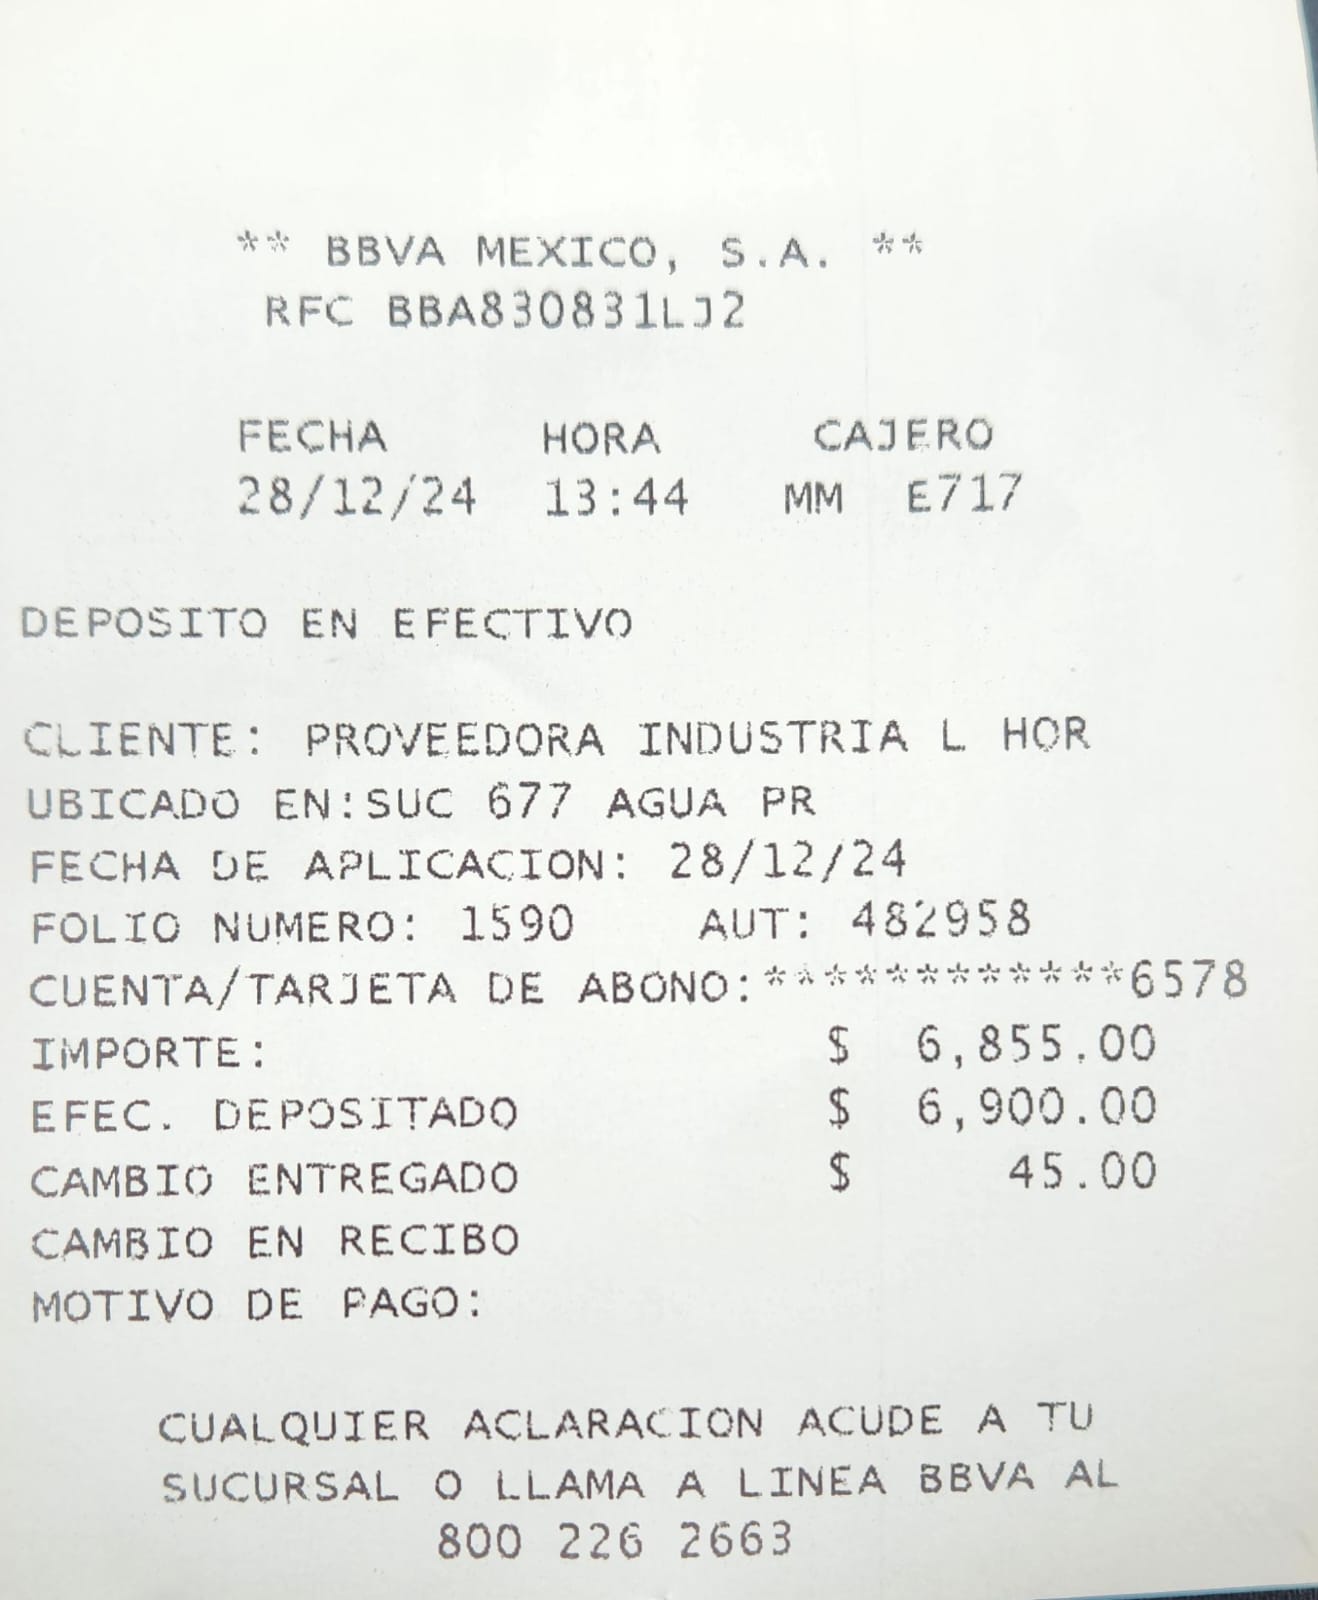 ** BBVA MEXICO, S.A. **
RFC BBA830831LJ2
FECHA HORA CAJERO
28/12/24 13:44 MM E717
DEPOSITO EN EFECTIVO
CLIENTE: PROVEEDORA INDUSTRIA L HOR
UBICADO EN:SUC 677 AGUA PR
FECHA DE APLICACION: 28/12/24
FOLIO NUMERO: 1590 AUT: 482958
CUENTA/TARJETA DE ABONO:************6578
IMPORTE: $ 6,855.00
EFEC. DEPOSITADO $ 6,900.00
CAMBIO ENTREGADO $ 45.00
CAMBIO EN RECIBO
MOTIVO DE PAGO:
CUALQUIER ACLARACION ACUDE A TU
SUCURSAL O LLAMA A LINEA BBVA AL
800 226 2663